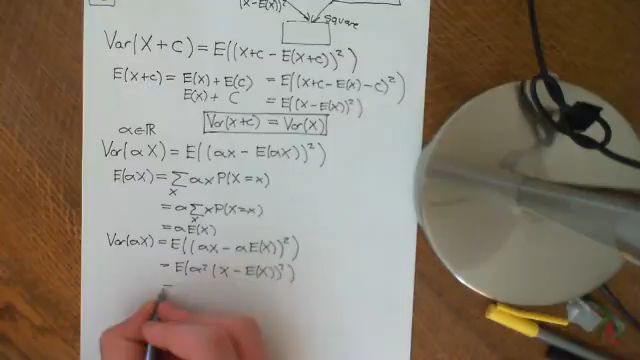 (x-E(x))²
square
Var(X+C) = E((x+c - E(x+c))²)
E(x+c) = E(x) + E(c) = E((x+c - E(x) - c)²)
E(x) + C = E((x-E(x))²)
Var(x+c) = Var(x)
α∈ℝ
Var(αX) = E((αx - E(αx))²)
E(αx) = ∑ₓ αx P(X=x)
= α∑ₓ x P(X=x)
= αE(x)
Var(αx) = E((αx - αE(x))²)
= E(α²(x - E(x))²)
=